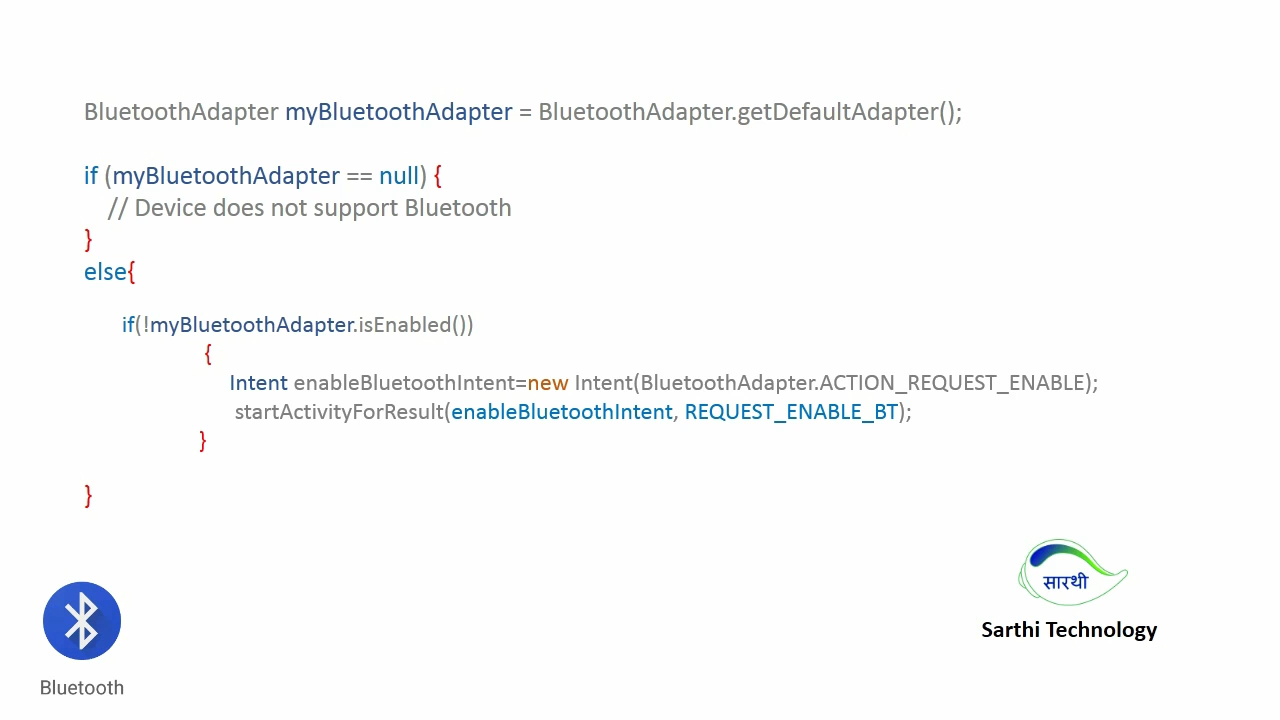 BluetoothAdapter myBluetoothAdapter = BluetoothAdapter.getDefaultAdapter();
if (myBluetoothAdapter == null) {
// Device does not support Bluetooth
}
else{
if(!myBluetoothAdapter.isEnabled())
{
Intent enableBluetoothIntent=new Intent(BluetoothAdapter.ACTION_REQUEST_ENABLE);
startActivityForResult(enableBluetoothIntent, REQUEST_ENABLE_BT);
}
}
सारथी
Sarthi Technology
Bluetooth